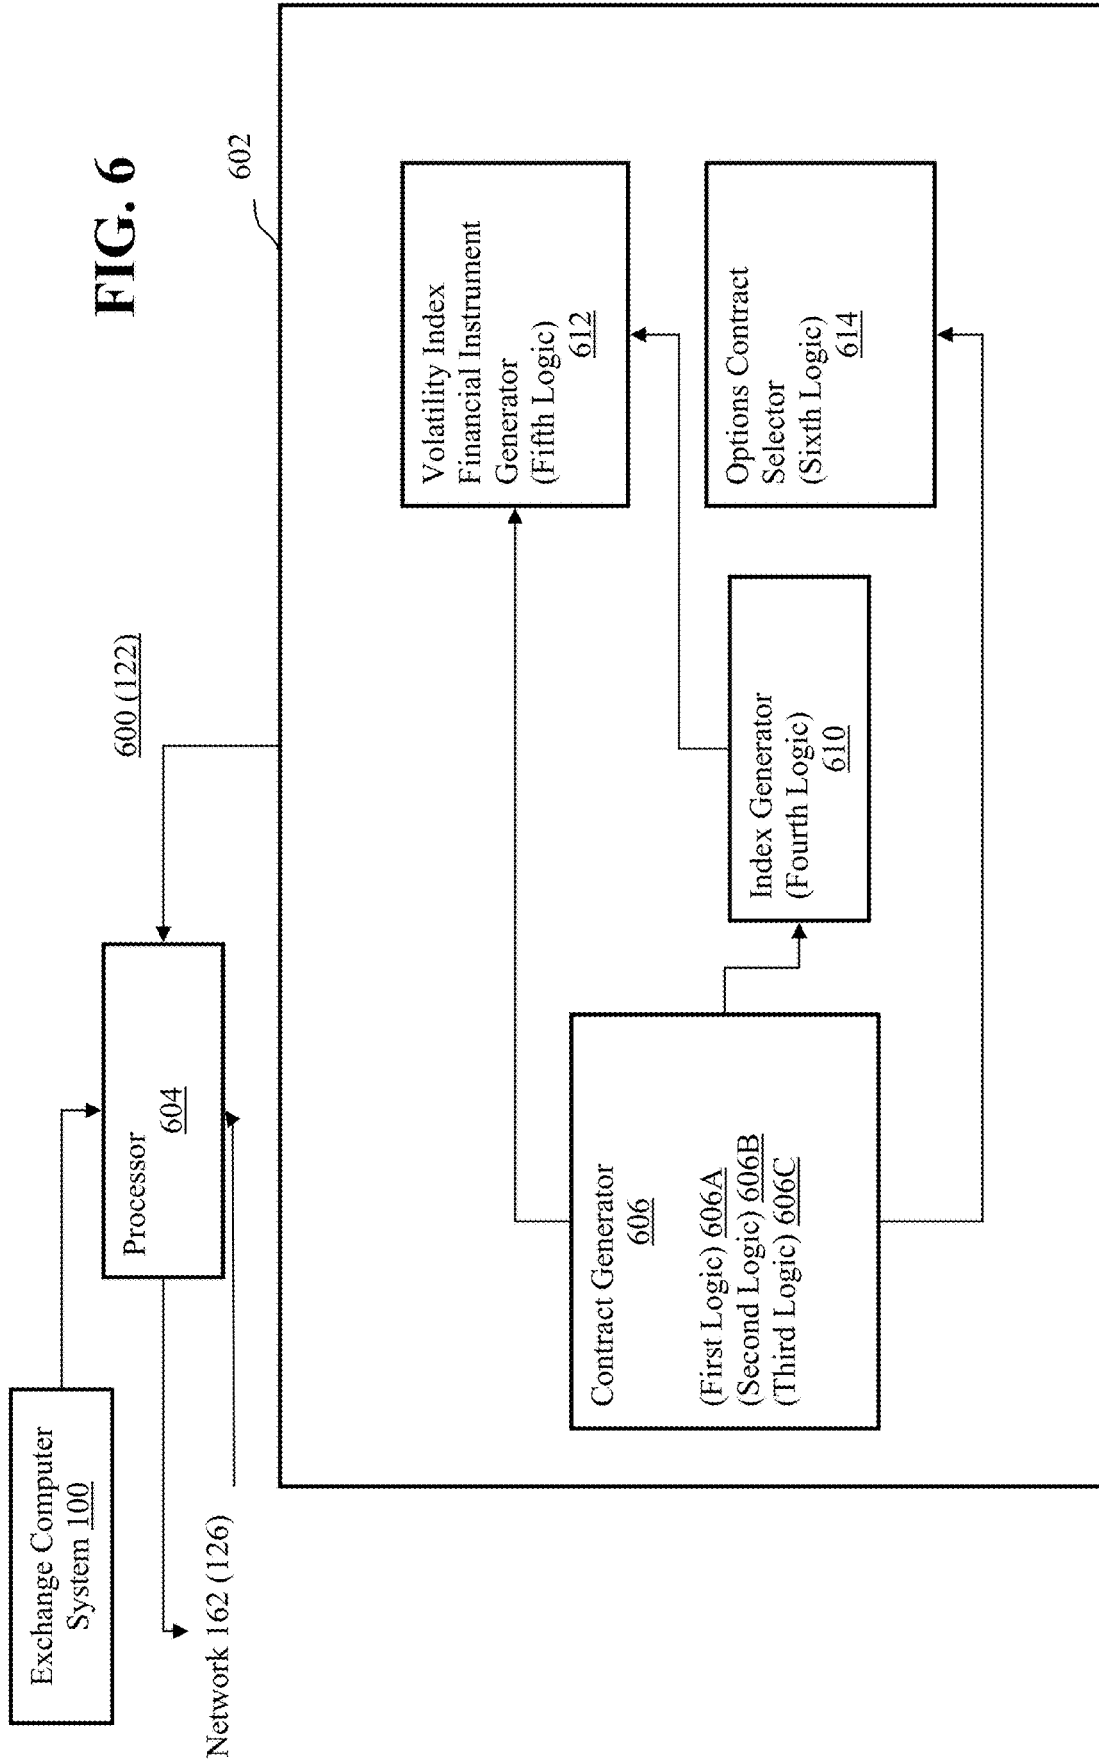 FIG. 6
Exchange Computer
System 100
Processor
604
600 (122)
Network 162 (126)
602
Contract Generator
606
(First Logic) 606A
(Second Logic) 606B
(Third Logic) 606C
Index Generator
(Fourth Logic)
610
Volatility Index
Financial Instrument
Generator
(Fifth Logic)
612
Options Contract
Selector
(Sixth Logic)
614